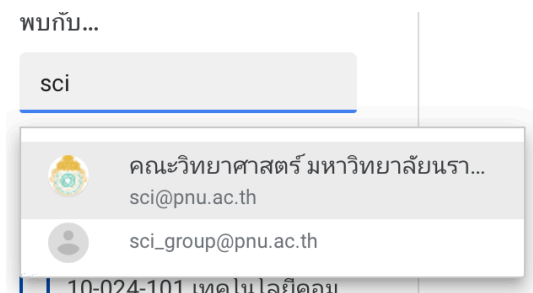 พบกับ...
sci
คณะวิทยาศาสตร์ มหาวิทยาลัยนรา...
sci@pnu.ac.th
sci_group@pnu.ac.th
10-024-101 เทคโนโลยีคอม